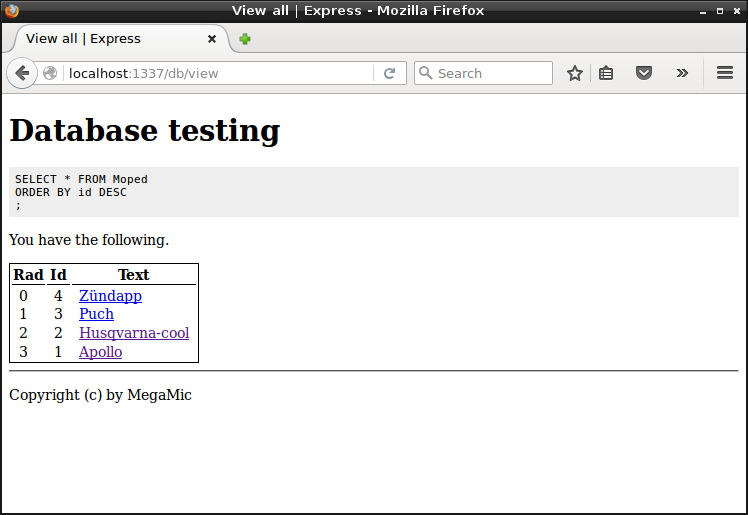 View all | Express - Mozilla Firefox
View all | Express
localhost:1337/db/view
Search
Database testing
SELECT * FROM Moped
ORDER BY id DESC
;
You have the following.
Rad Id Text
0 4 Zündapp
1 3 Puch
2 2 Husqvarna-cool
3 1 Apollo
Copyright (c) by MegaMic